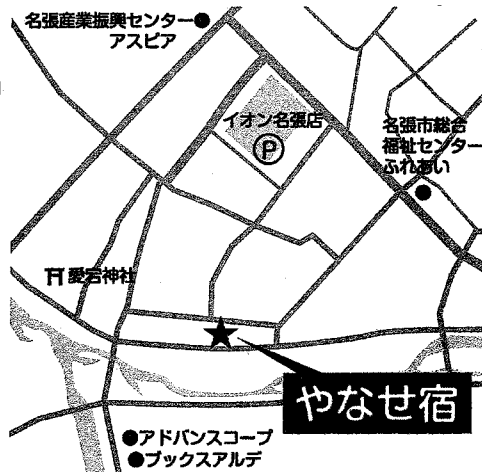 名張産業振興センター
アスピア
イオン名張店
P
名張市総合
福祉センター
ふれあい
愛宕神社
やなせ宿
アドバンスコープ
ブックスアルデ